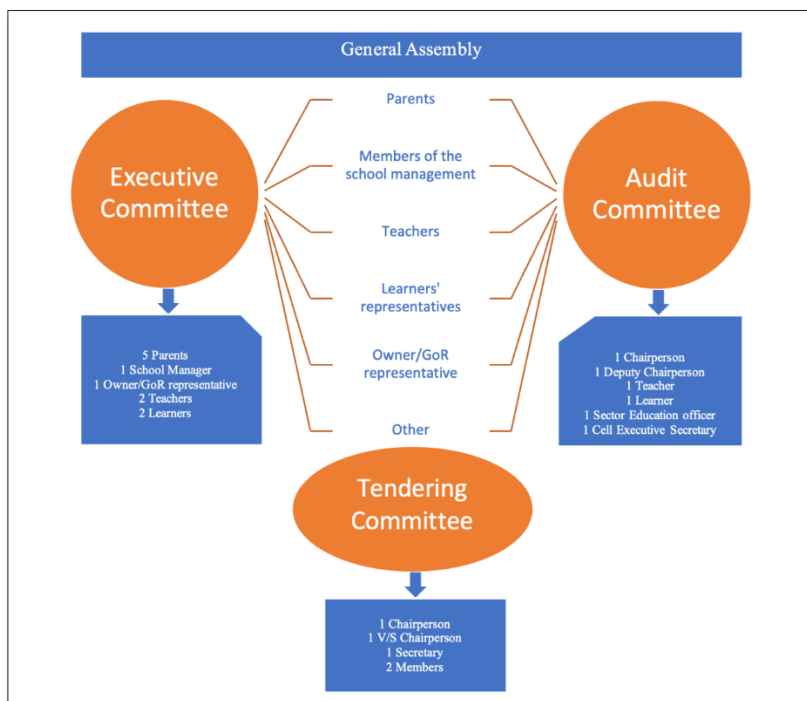 General Assembly
Parents
Members of the
school management
Teachers
Learners'
representatives
Owner/GoR
representative
Other
Executive
Committee
5 Parents
1 School Manager
1 Owner/GoR representative
2 Teachers
2 Learners
Audit
Committee
1 Chairperson
1 Deputy Chairperson
1 Teacher
1 Learner
1 Sector Education officer
1 Cell Executive Secretary
Tendering
Committee
1 Chairperson
1 V/S Chairperson
1 Secretary
2 Members